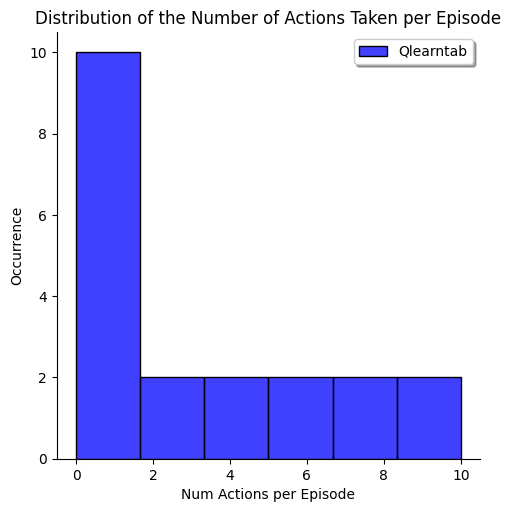 Distribution of the Number of Actions Taken per Episode
Qlearntab
10
8
6
4
2
0
Occurrence
0 2 4 6 8 10
Num Actions per Episode